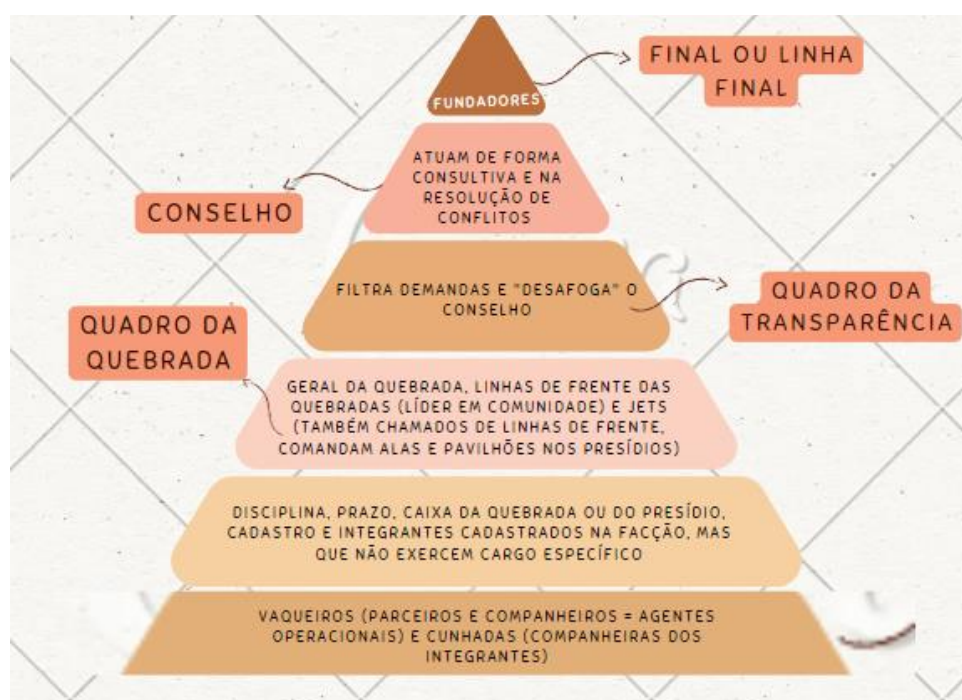 FINAL OU LINHA
FINAL
FUNDADORES
ATUAM DE FORMA
CONSULTIVA E NA
RESOLUÇÃO DE
CONFLITOS
CONSELHO
FILTRA DEMANDAS E "DESAFOGA" O
CONSELHO
QUADRO DA
TRANSPARÊNCIA
QUADRO DA
QUEBRADA
GERAL DA QUEBRADA, LINHAS DE FRENTE DAS
QUEBRADAS (LÍDER EM COMUNIDADE) E JETS
(TAMBÉM CHAMADOS DE LINHAS DE FRENTE,
COMANDAM ALAS E PAVILHÕES NOS PRESÍDIOS)
DISCIPLINA, PRAZO, CAIXA DA QUEBRADA OU DO PRESÍDIO,
CADASTRO E INTEGRANTES CADASTRADOS NA FACÇÃO, MAS
QUE NÃO EXERCEM CARGO ESPECÍFICO
VAQUEIROS (PARCEIROS E COMPANHEIROS = AGENTES
OPERACIONAIS) E CUNHADAS (COMPANHEIRAS DOS
INTEGRANTES)